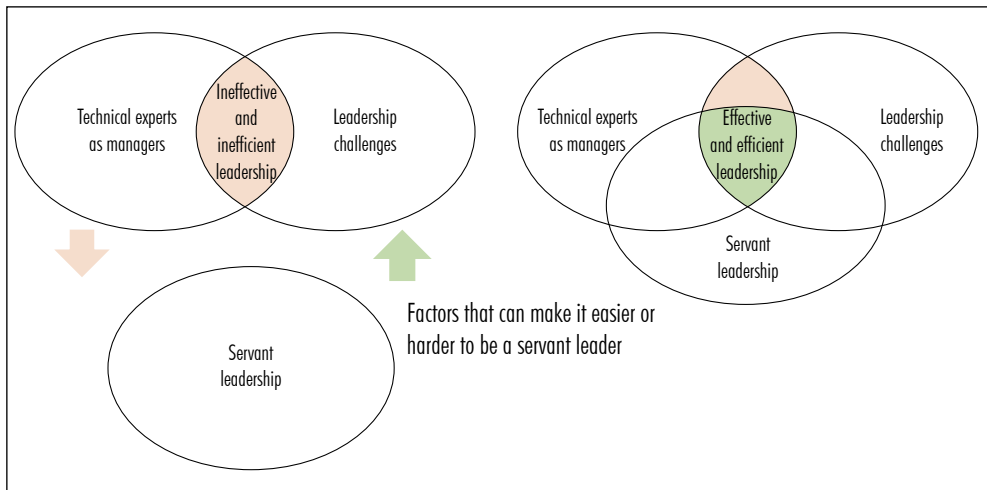 Technical experts
as managers
Ineffective
and
inefficient
leadership
Leadership
challenges
Servant
leadership
Factors that can make it easier or
harder to be a servant leader
Technical experts
as managers
Effective
and efficient
leadership
Leadership
challenges
Servant
leadership